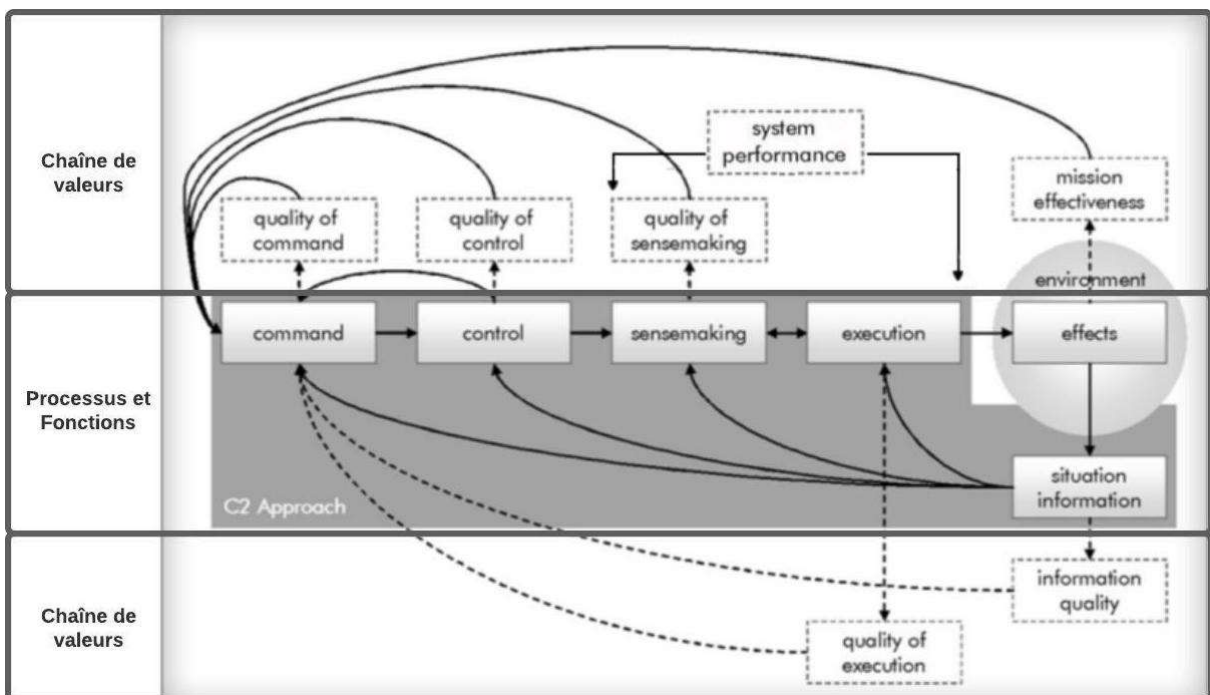 Chaîne de
valeurs
system
performance
mission
effectiveness
quality of
command
quality of
control
quality of
sensemaking
environment
Processus et
Fonctions
command
control
sensemaking
execution
effects
situation
information
C2 Approach
Chaîne de
valeurs
information
quality
quality of
execution